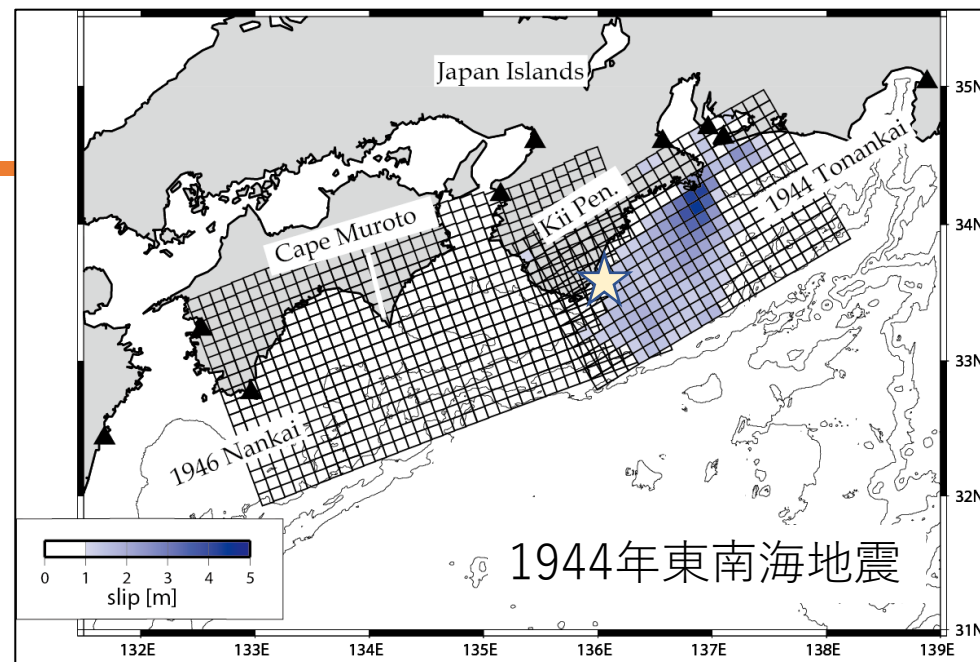 Japan Islands
35N
1944 Tonankai
Kii Pen.
34N
Cape Muroto
33N
1946 Nankai
32N
1944年東南海地震
0 1 2 3 4 5
slip [m]
31N
132E 133E 134E 135E 136E 137E 138E 139E